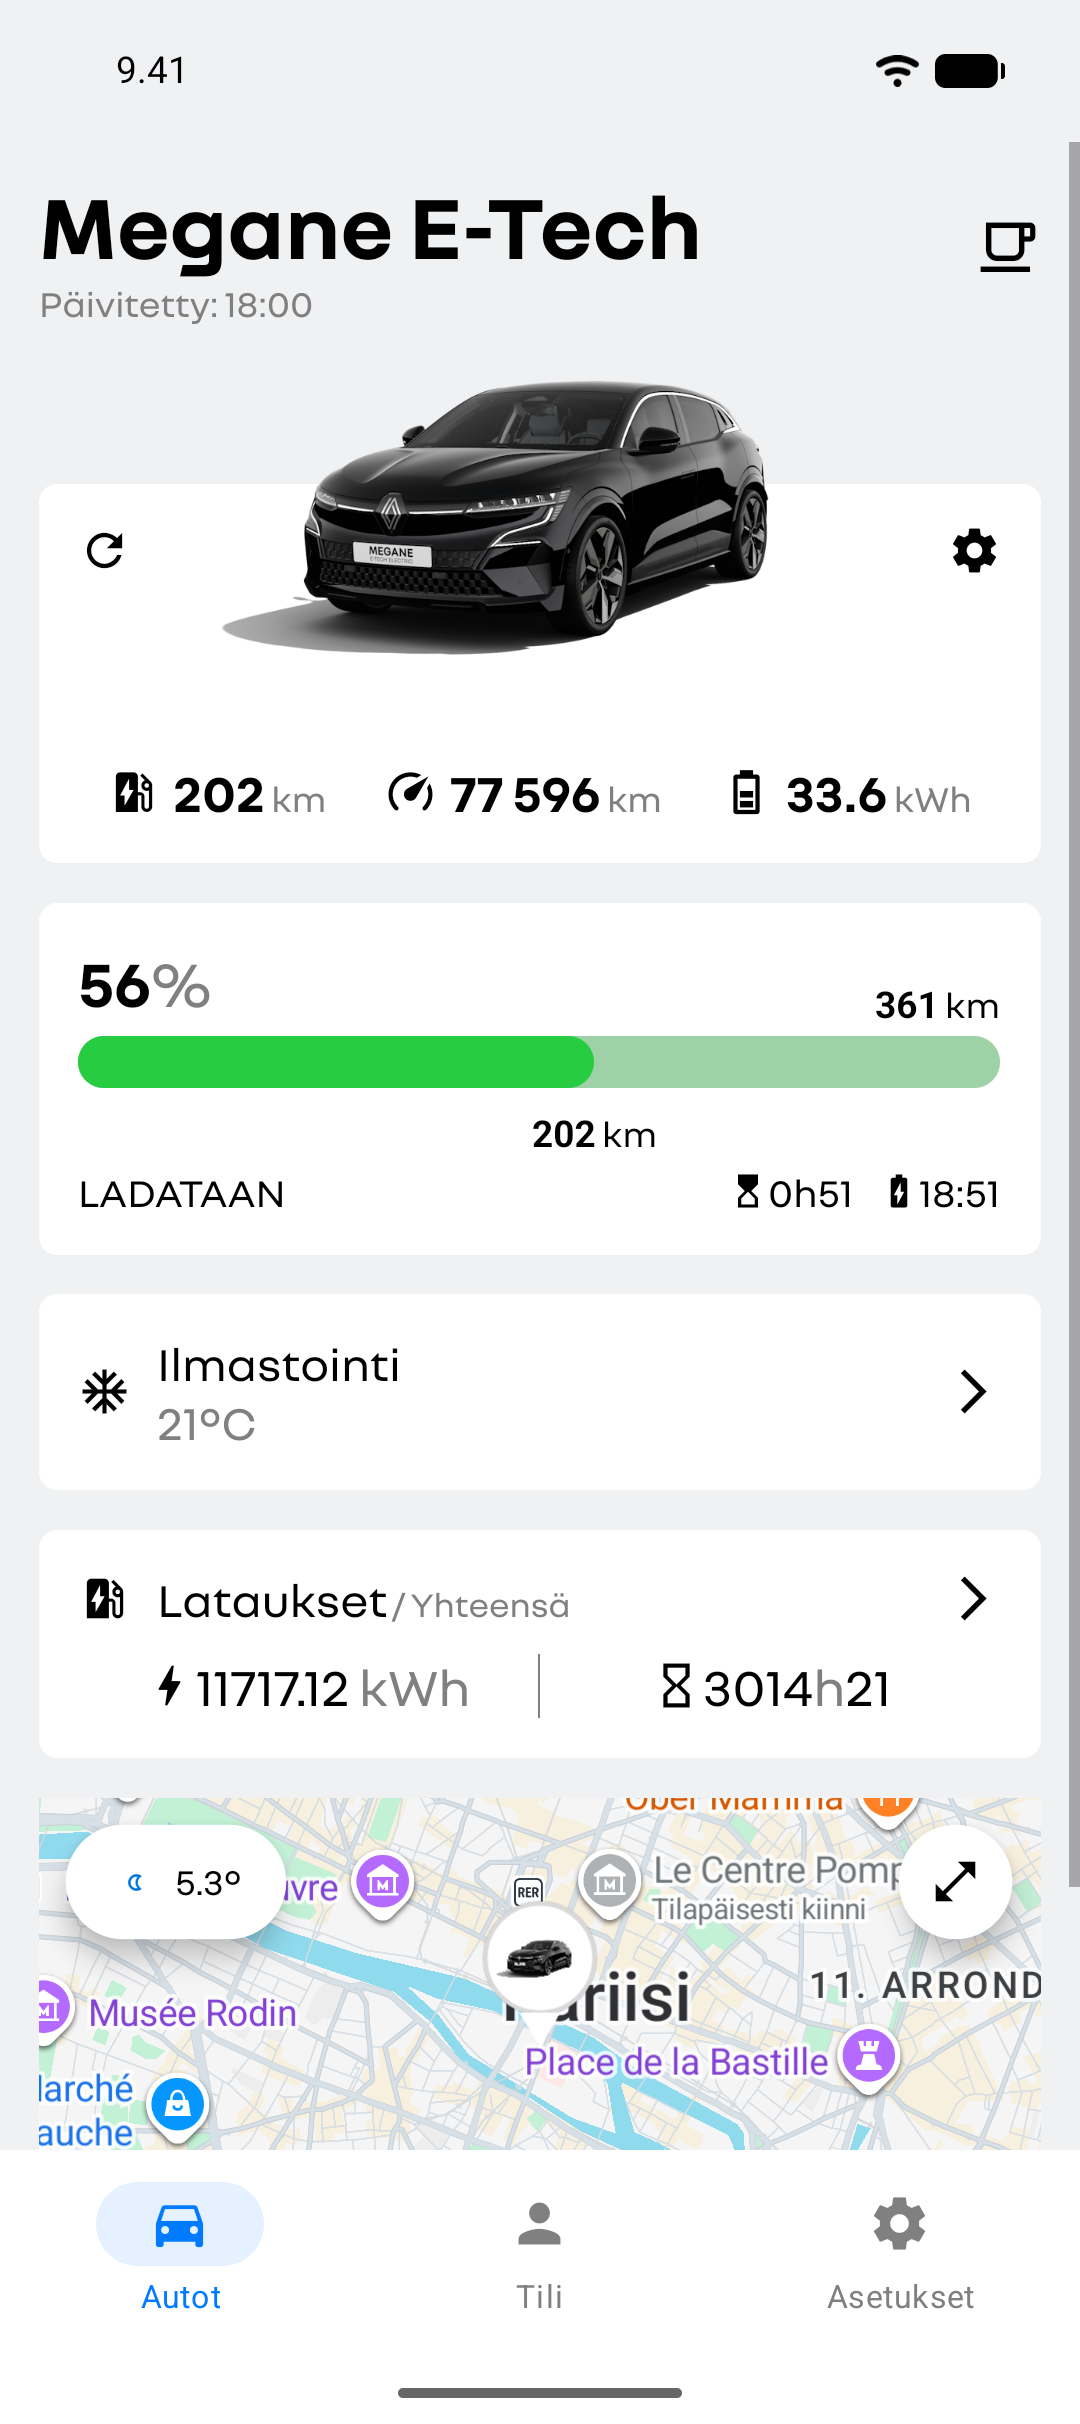 9.41
Megane E-Tech
Päivitetty: 18:00
MEGANE
E-TECH ELECTRIC
202 km
77 596 km
33.6 kWh
56%
361 km
202 km
LADATAAN
0h51
18:51
Ilmastointi
21°C
Lataukset / Yhteensä
11717.12 kWh
3014h21
5.3°
RER
Le Centre Pomp
Tilapäisesti kiinni
11. ARROND
Musée Rodin
Place de la Bastille
Autot
Tili
Asetukset